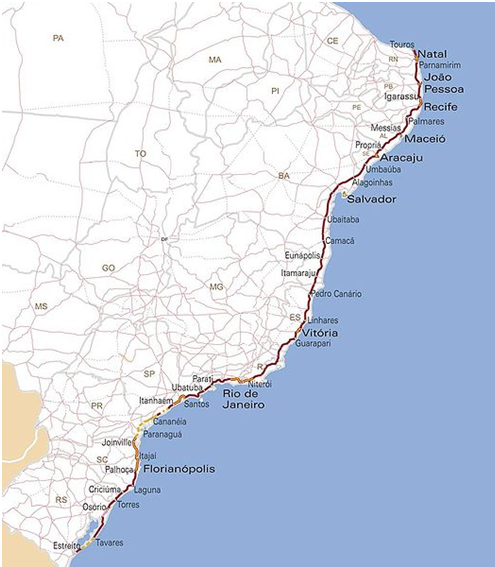 PA
MA
CE
Touros
Natal
RN
Parnamirim
João
Pessoa
PB
PI
Igarassu
Recife
PE
Palmares
Messias
AL
Maceió
Propriá
SE
Aracaju
TO
Umbaúba
BA
Alagoinhas
Salvador
Ubaitaba
DF
Camacã
Eunápolis
GO
Itamaraju
MG
Pedro Canário
MS
ES
Linhares
Vitória
Guarapari
RJ
SP
Parati
Ubatuba
Niterói
Rio de
Janeiro
Itanhaém
Santos
PR
Cananéia
Paranaguá
Joinville
Itajaí
SC
Palhoça
Florianópolis
Criciúma
Laguna
RS
Osório
Torres
Estreito
Tavares